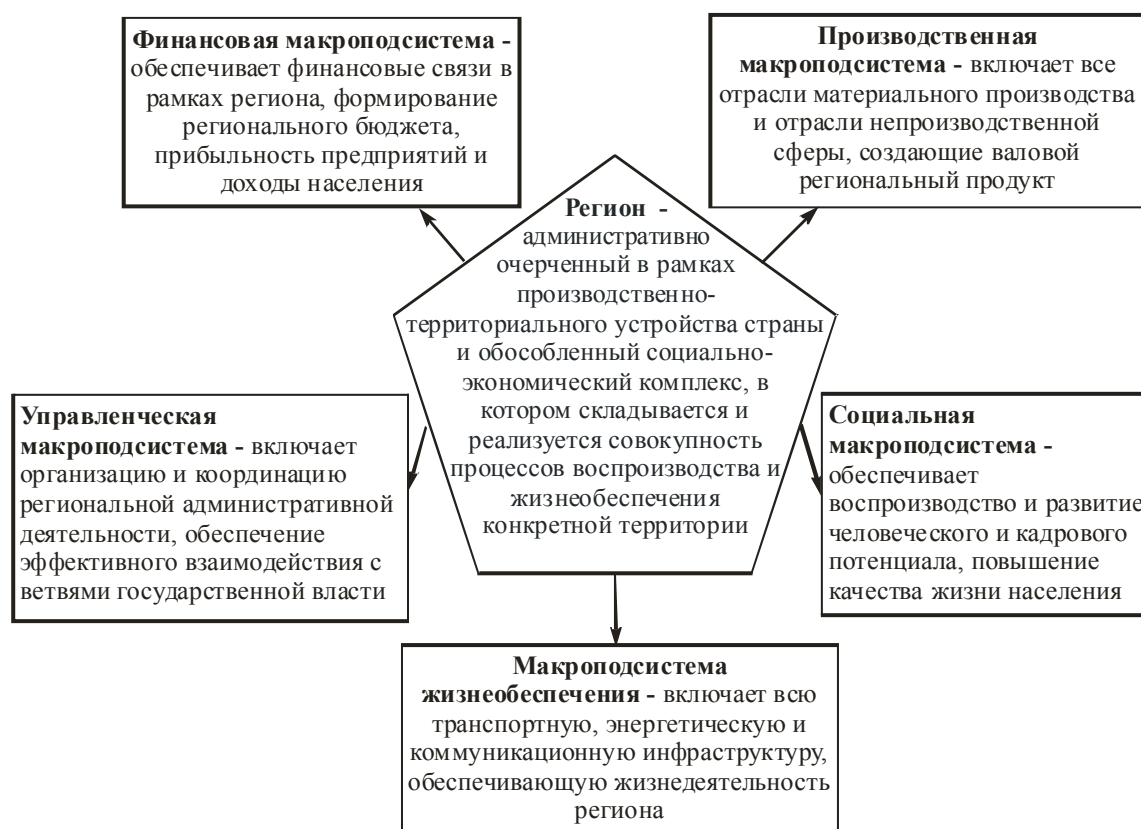 Финансовая макроподсистема -
обеспечивает финансовые связи в
рамках региона, формирование
регионального бюджета,
прибыльность предприятий и
доходы населения
Производственная
макроподсистема - включает все
отрасли материального производства
и отрасли непроизводственной
сферы, создающие валовой
региональный продукт
Регион -
административно
очерченный в рамках
производственно-
территориального устройства страны
и обособленный социально-
экономический комплекс, в
котором складывается и
реализуется совокупность
процессов воспроизводства и
жизнеобеспечения
конкретной территории
Управленческая
макроподсистема - включает
организацию и координацию
региональной административной
деятельности, обеспечение
эффективного взаимодействия с
ветвями государственной власти
Социальная
макроподсистема -
обеспечивает
воспроизводство и развитие
человеческого и кадрового
потенциала, повышение
качества жизни населения
Макроподсистема
жизнеобеспечения - включает всю
транспортную, энергетическую и
коммуникационную инфраструктуру,
обеспечивающую жизнедеятельность
региона